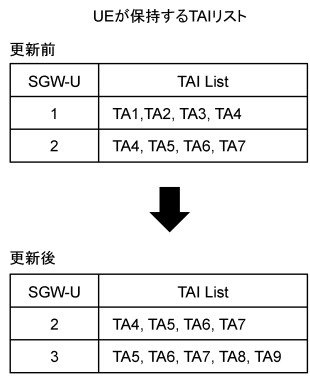 UEが保持するTAIリスト
更新前
SGW-U TAI List
1 TA1,TA2, TA3, TA4
2 TA4, TA5, TA6, TA7
更新後
SGW-U TAI List
2 TA4, TA5, TA6, TA7
3 TA5, TA6, TA7, TA8, TA9